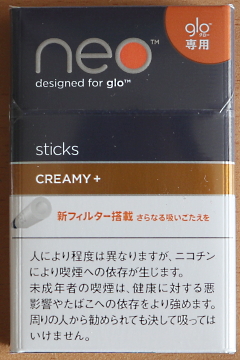 neo™
glo™
グロー
専用
designed for glo™
sticks
CREAMY+
新フィルター搭載 さらなる吸いごたえを
人により程度は異なりますが、ニコチン
により喫煙への依存が生じます。
未成年者の喫煙は、健康に対する悪
影響やたばこへの依存をより強めます。
周りの人から勧められても決して吸っては
いけません。